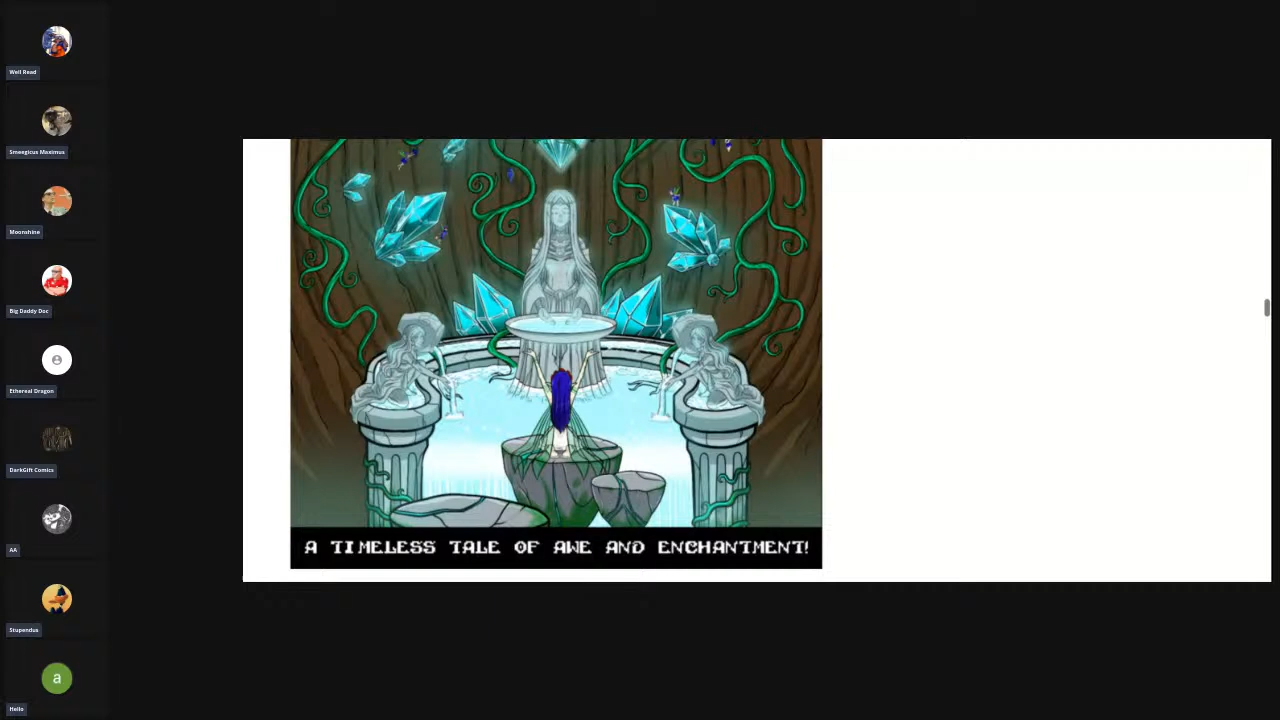 Well Read
Smeegicus Maximus
Moonshine
Big Daddy Doc
Ethereal Dragon
DarkGift Comics
AA
Stupendus
a
Hello
A TIMELESS TALE OF AWE AND ENCHANTMENT!